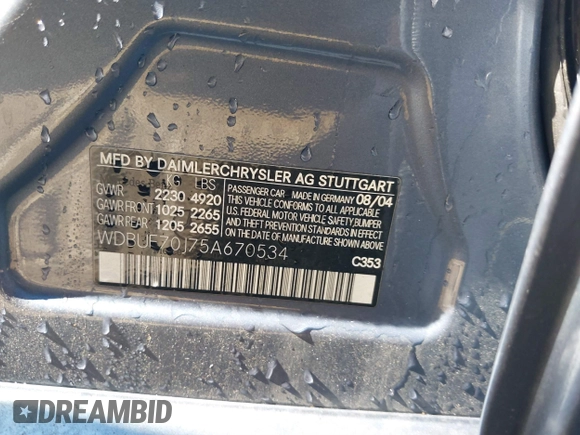 MFD BY DAIMLERCHRYSLER AG STUTTGART
KG LBS
GVWR 2230 4920
GAWR FRONT 1025 2265
GAWR REAR 1205 2655
PASSENGER CAR MADE IN GERMANY 08/04
THIS VEHICLE CONFORMS TO ALL APPLICABLE
U.S. FEDERAL MOTOR VEHICLE SAFETY, BUMPER
AND THEFT PREVENTION STANDARDS IN EFFECT
ON THE DATE OF MANUFACTURE SHOWN ABOVE.
WDBUF70J75A670534
C353
DREAMBID